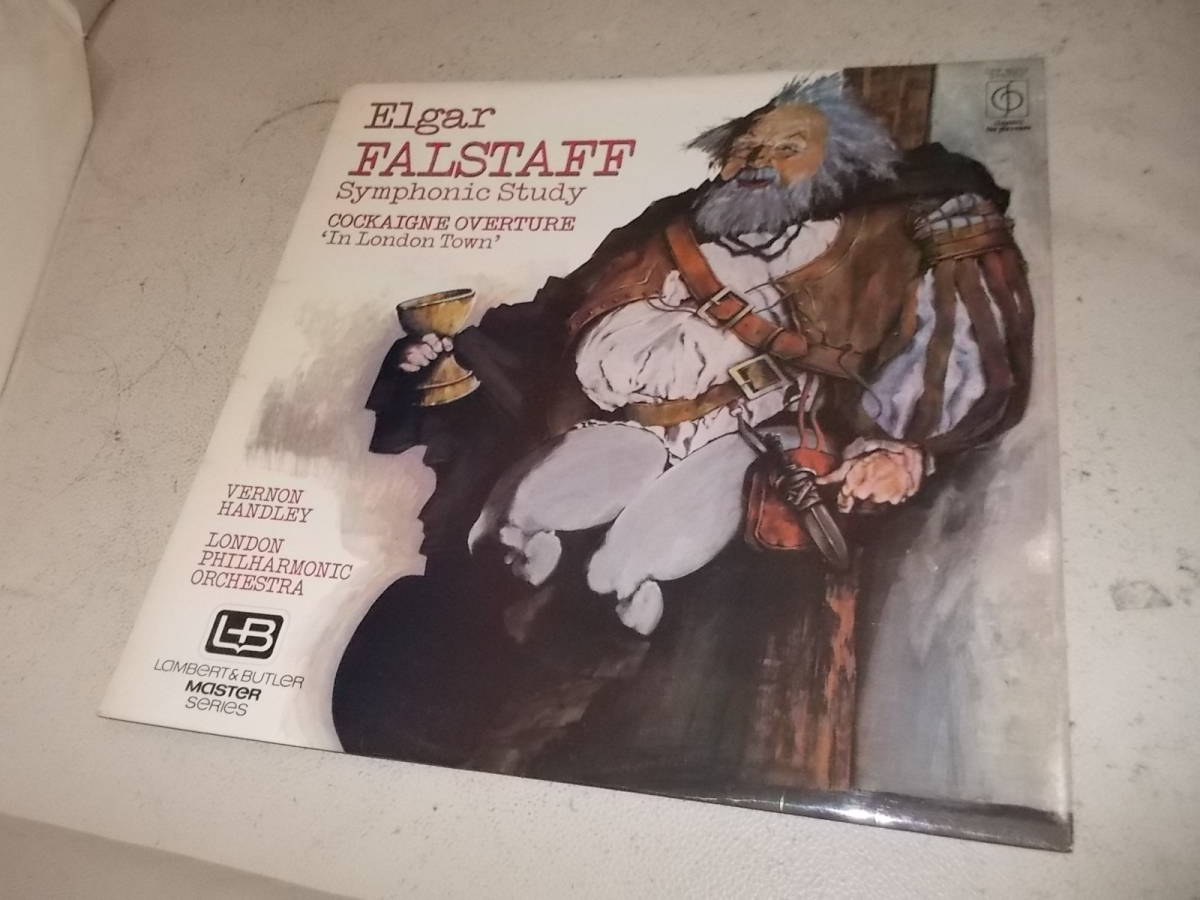 Elgar
FALSTAFF
Symphonic Study
COCKAIGNE OVERTURE
‘In London Town’
VERNON
HANDLEY
LONDON
PHILHARMONIC
ORCHESTRA
LB
LAMBERT & BUTLER
MASTER
SERIES